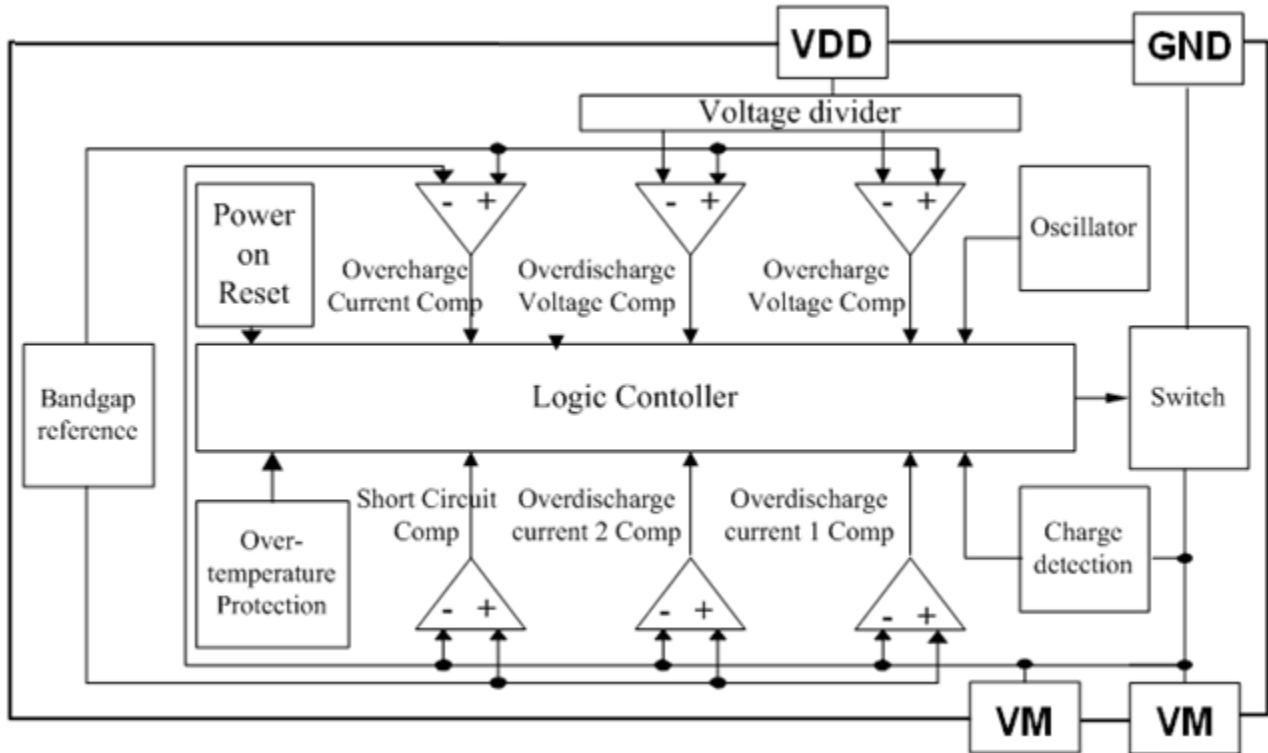 VDD
GND
Voltage divider
- +
- +
- +
Power
on
Reset
Oscillator
Overcharge
Current Comp
Overdischarge
Voltage Comp
Overcharge
Voltage Comp
Bandgap
reference
Logic Contoller
Switch
Short Circuit
Comp
Overdischarge
current 2 Comp
Overdischarge
current 1 Comp
Over-
temperature
Protection
Charge
detection
- +
- +
- +
VM
VM